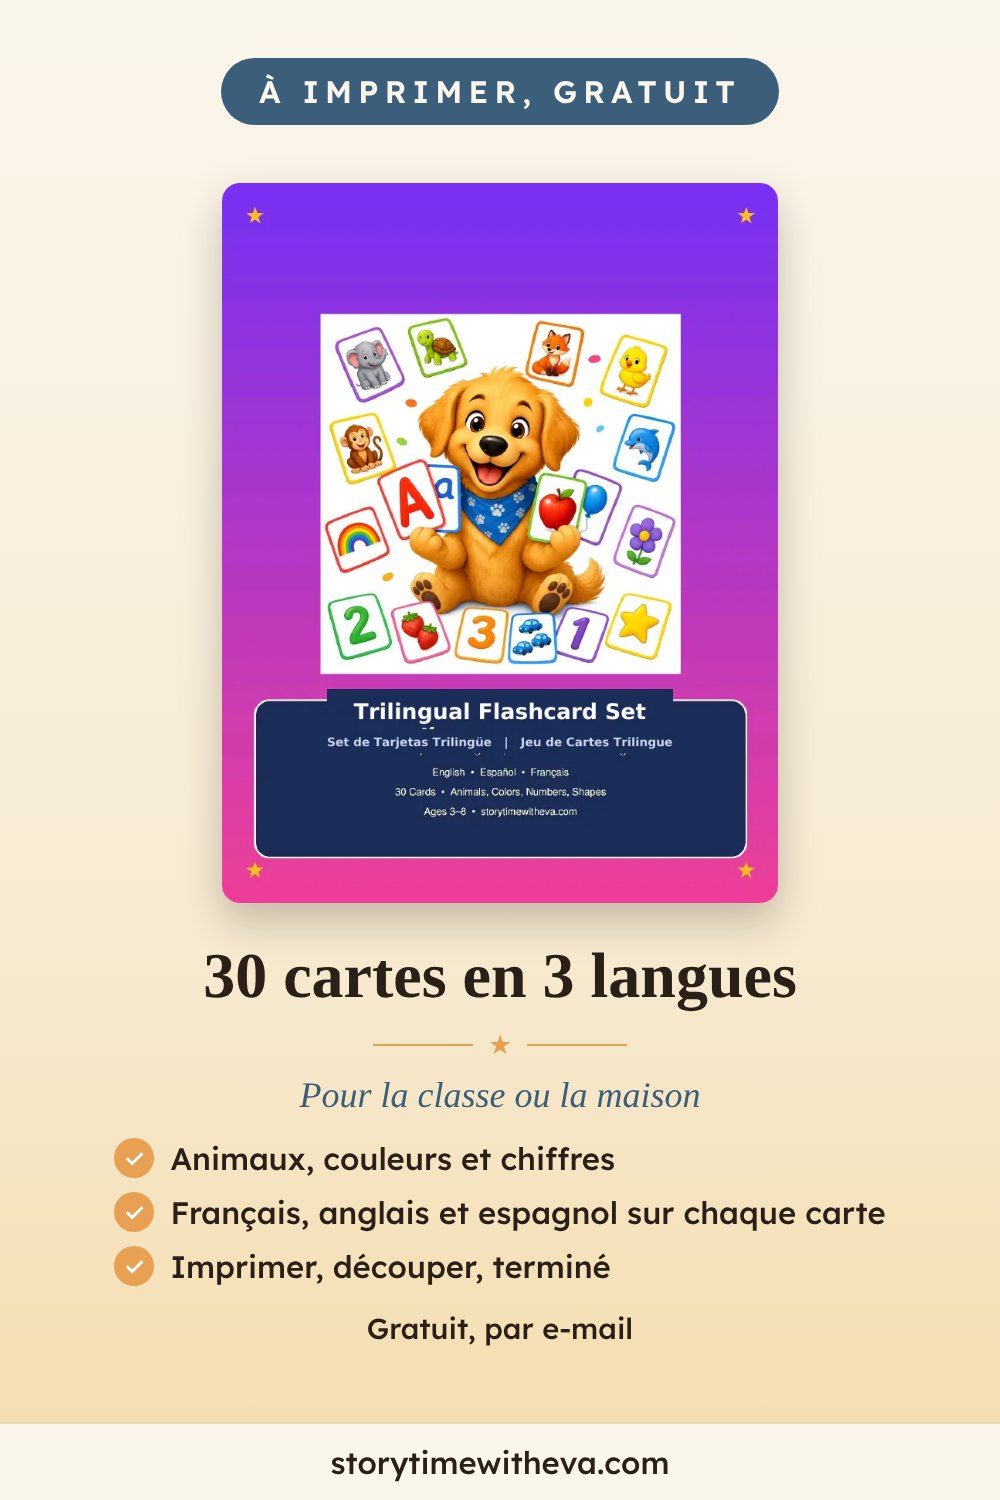 À IMPRIMER, GRATUIT
A
a
2
3
1
Trilingual Flashcard Set
Set de Tarjetas Trilingüe | Jeu de Cartes Trilingue
English • Español • Français
30 Cards • Animals, Colors, Numbers, Shapes
Ages 3–8 • storytimewitheva.com
30 cartes en 3 langues
Pour la classe ou la maison
Animaux, couleurs et chiffres
Français, anglais et espagnol sur chaque carte
Imprimer, découper, terminé
Gratuit, par e-mail
storytimewitheva.com